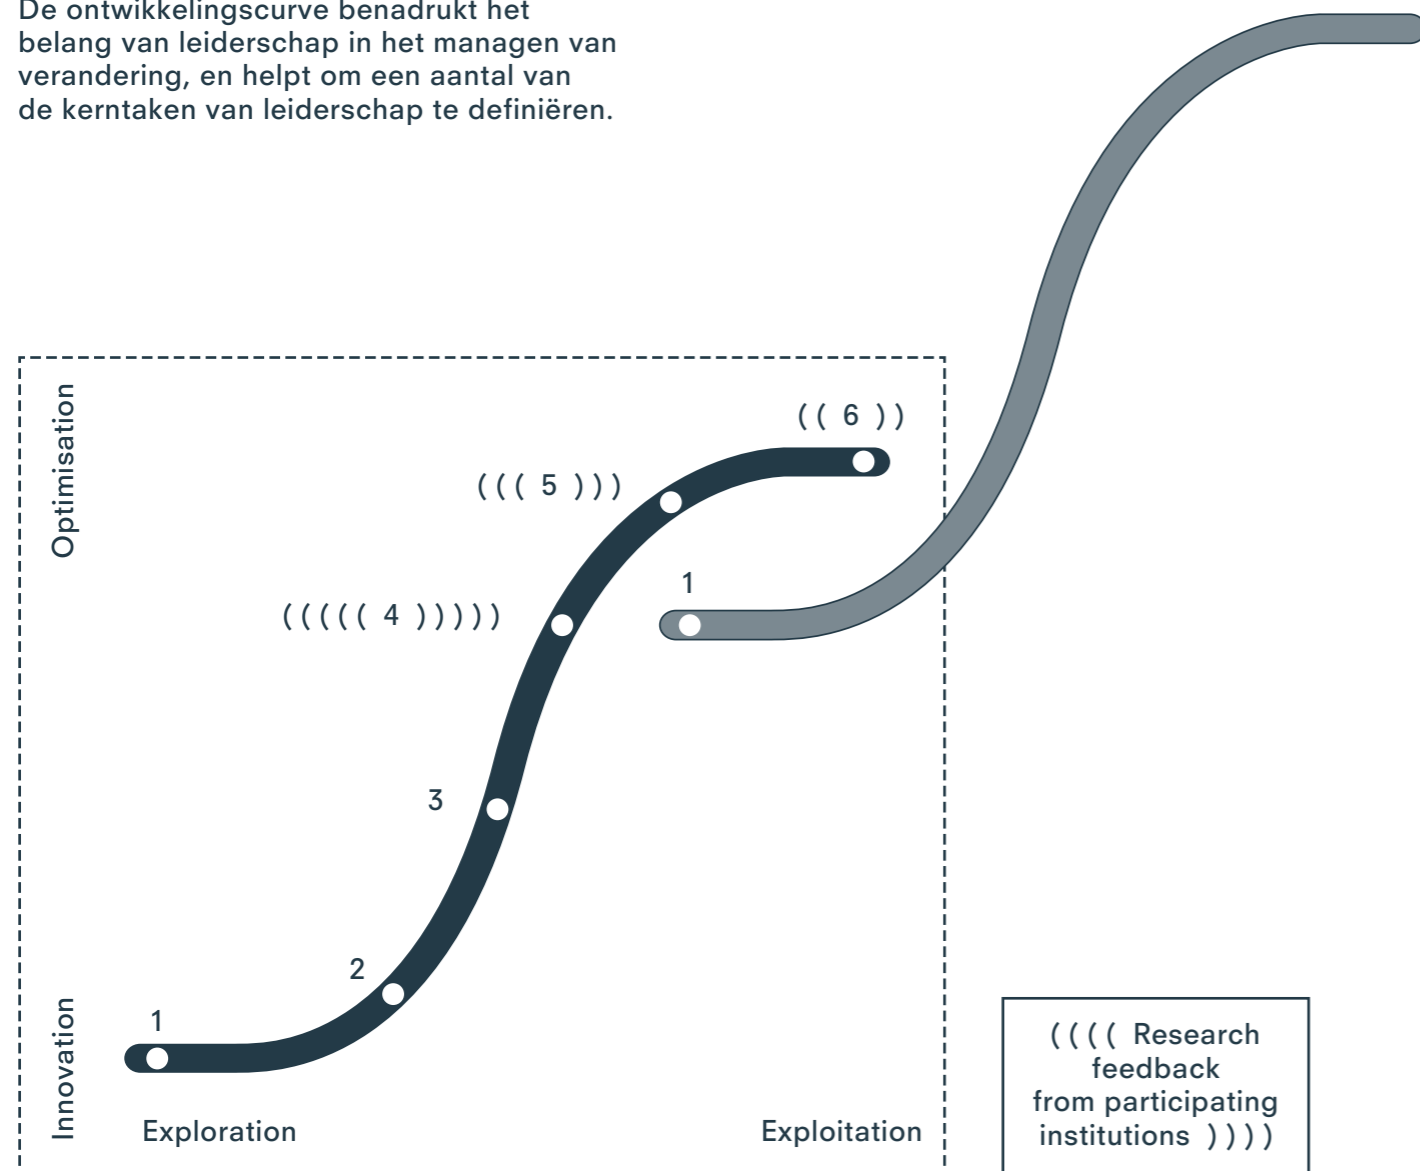 De ontwikkelingscurve benadrukt het
belang van leiderschap in het managen van
verandering, en helpt om een aantal van
de kerntaken van leiderschap te definiëren.
Optimisation
(( 6 ))
((( 5 )))
1
((((( 4 )))))
3
2
1
Innovation
Exploration
Exploitation
(((( Research
feedback
from participating
institutions ))))